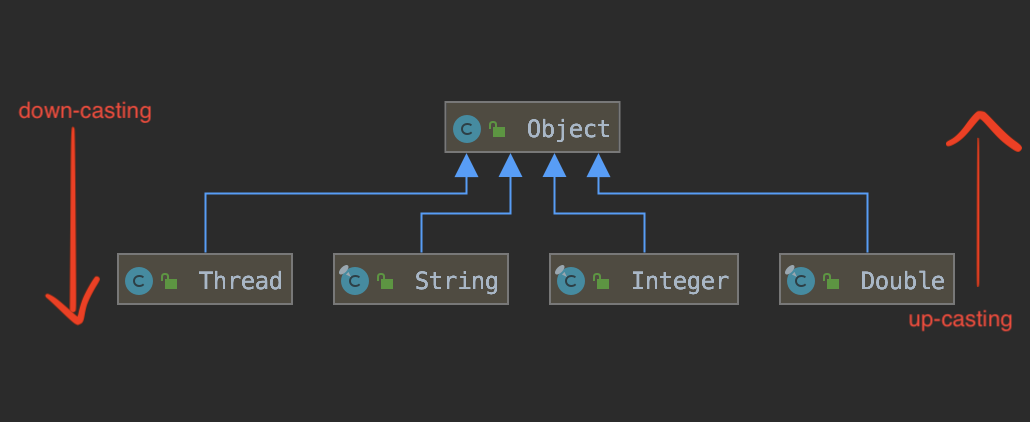 down-casting
C Object
C Thread
C String
C Integer
C Double
up-casting